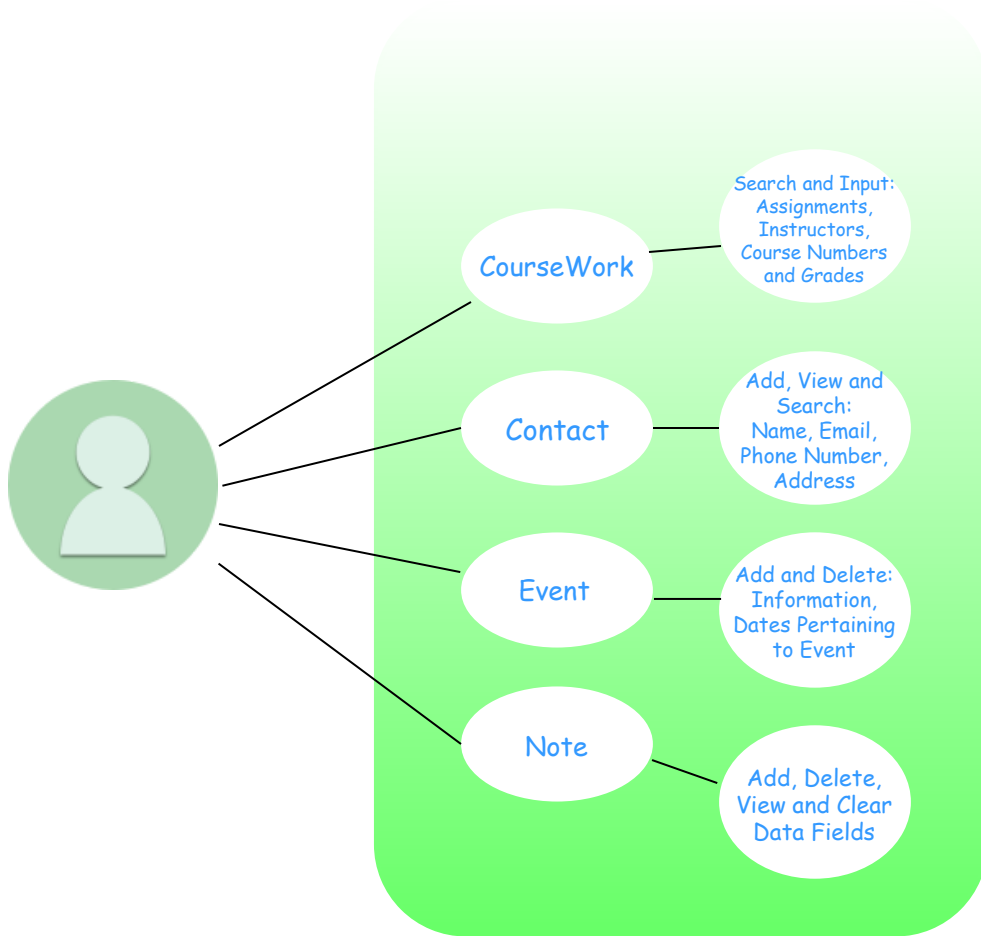 CourseWork
Search and Input:
Assignments,
Instructors,
Course Numbers
and Grades
Contact
Add, View and
Search:
Name, Email,
Phone Number,
Address
Event
Add and Delete:
Information,
Dates Pertaining
to Event
Note
Add, Delete,
View and Clear
Data Fields